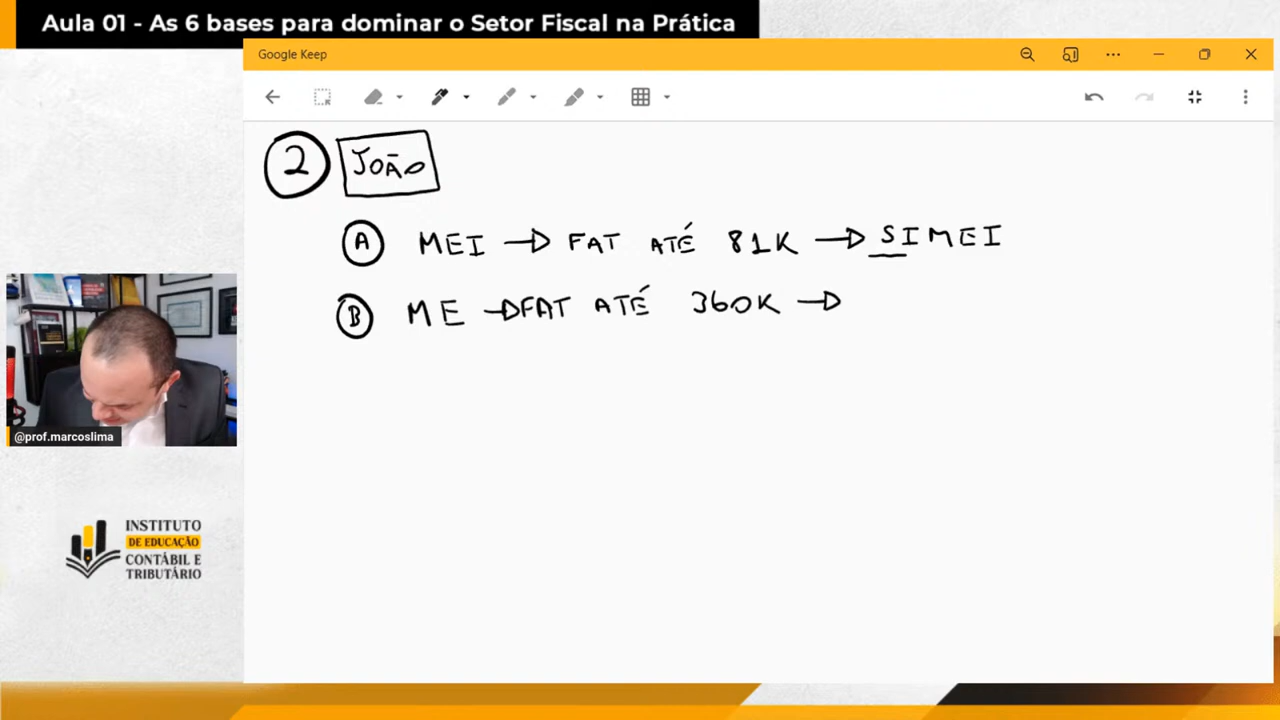 Aula 01 - As 6 bases para dominar o Setor Fiscal na Prática
Google Keep
2 JOÃO
A MEI → FAT ATÉ 81K → SIMEI
B ME → FAT ATÉ 360K →
@prof.marcoslima
INSTITUTO
DE EDUCAÇÃO
CONTÁBIL E
TRIBUTÁRIO